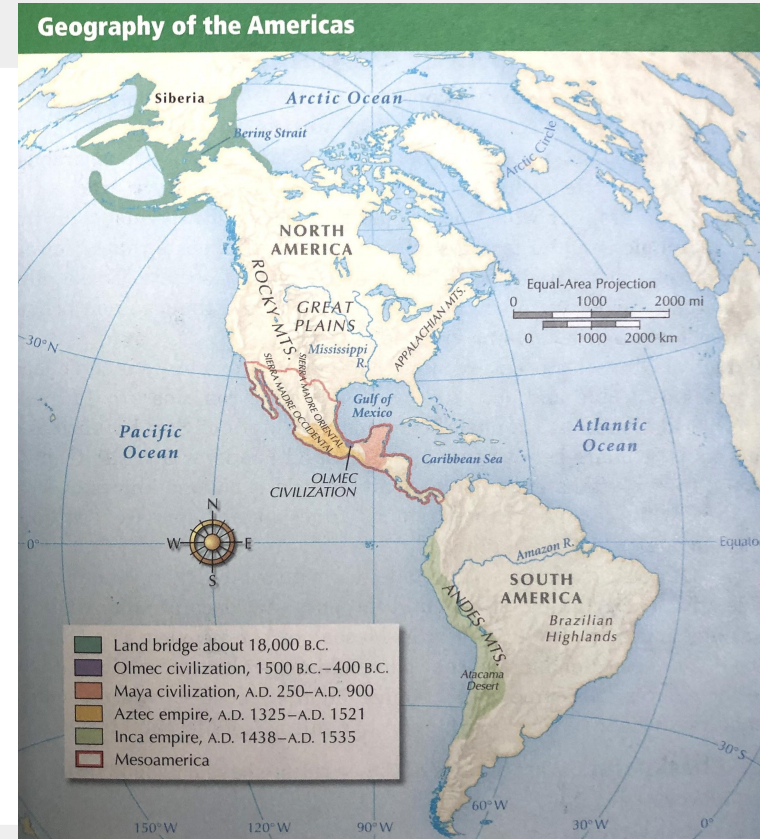 Geography of the Americas
Siberia
Arctic Ocean
Bering Strait
Arctic Circle
NORTH
AMERICA
ROCKY MTS.
GREAT
PLAINS
Mississippi
R.
APPALACHIAN MTS.
Equal-Area Projection
0 1000 2000 mi
0 1000 2000 km
30°N
SIERRA MADRE OCCIDENTAL
SIERRA MADRE ORIENTAL
Gulf of
Mexico
Pacific
Ocean
Atlantic
Ocean
Caribbean Sea
OLMEC
CIVILIZATION
N
W E
S
0°
Equato
Amazon R.
SOUTH
AMERICA
ANDES MTS.
Brazilian
Highlands
Atacama
Desert
Land bridge about 18,000 B.C.
Olmec civilization, 1500 B.C.–400 B.C.
Maya civilization, A.D. 250–A.D. 900
Aztec empire, A.D. 1325–A.D. 1521
Inca empire, A.D. 1438–A.D. 1535
Mesoamerica
30°S
150°W 120°W 90°W 60°W 30°W 0°